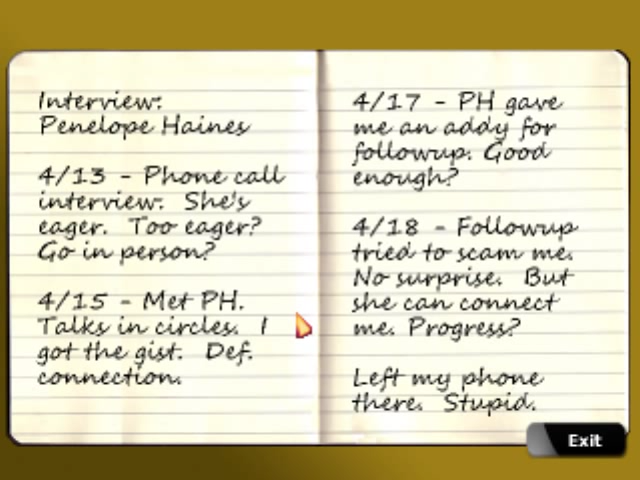 Interview:
Penelope Haines
4/13 - Phone call
interview. She's
eager. Too eager?
Go in person?
4/15 - Met PH.
Talks in circles. I
got the gist. Def.
connection.
4/17 - PH gave
me an addy for
followup. Good
enough?
4/18 - Followup
tried to scam me.
No surprise. But
she can connect
me. Progress?
Left my phone
there. Stupid.
Exit